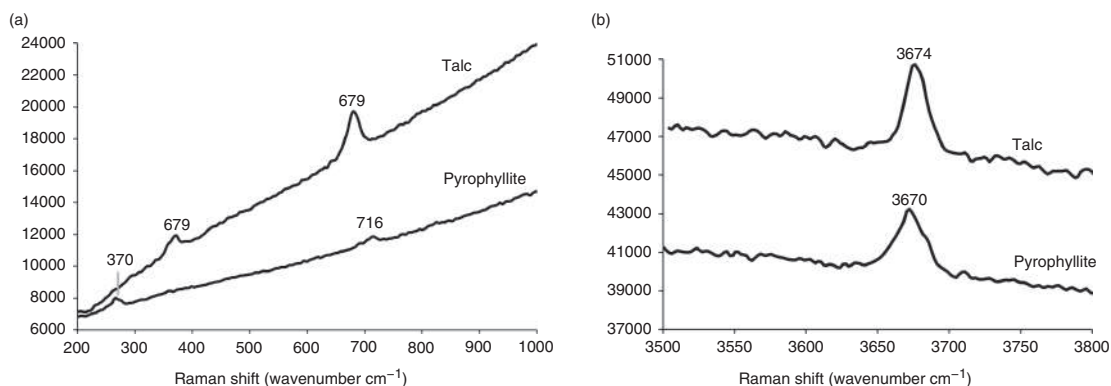 (a)
24000
22000
20000
18000
16000
14000
12000
10000
8000
6000
Talc
679
Pyrophyllite
679
716
370
200 300 400 500 600 700 800 900 1000
Raman shift (wavenumber cm⁻¹)
(b)
51000
49000
47000
45000
43000
41000
39000
37000
3674
Talc
3670
Pyrophyllite
3500 3550 3600 3650 3700 3750 3800
Raman shift (wavenumber cm⁻¹)